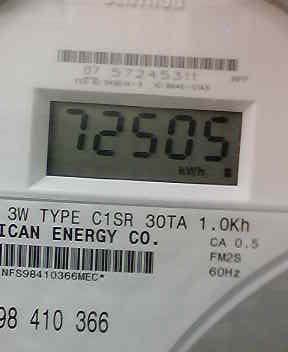 07 57245311
72505
kWh
3W TYPE C1SR 30TA 1.0Kh
ICAN ENERGY CO.
CA 0.5
FM2S
60Hz
NFS98410366MEC*
98 410 366